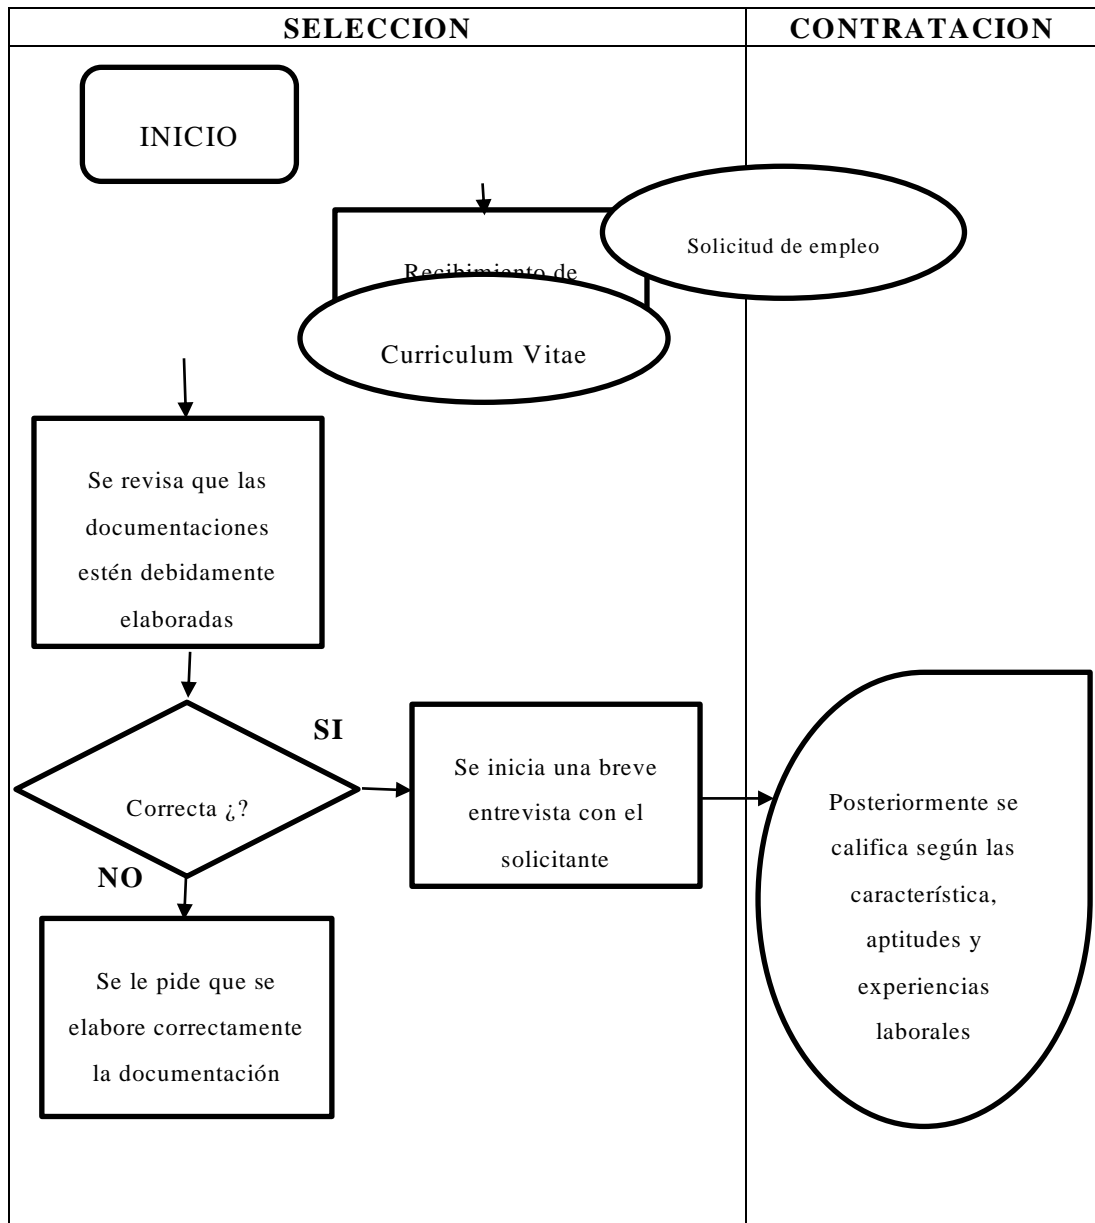 SELECCION
CONTRATACION
INICIO
Solicitud de empleo
Recibimiento de
Curriculum Vitae
Se revisa que las
documentaciones
estén debidamente
elaboradas
SI
Correcta ¿?
NO
Se inicia una breve
entrevista con el
solicitante
Posteriormente se
califica según las
característica,
aptitudes y
experiencias
laborales
Se le pide que se
elabore correctamente
la documentación